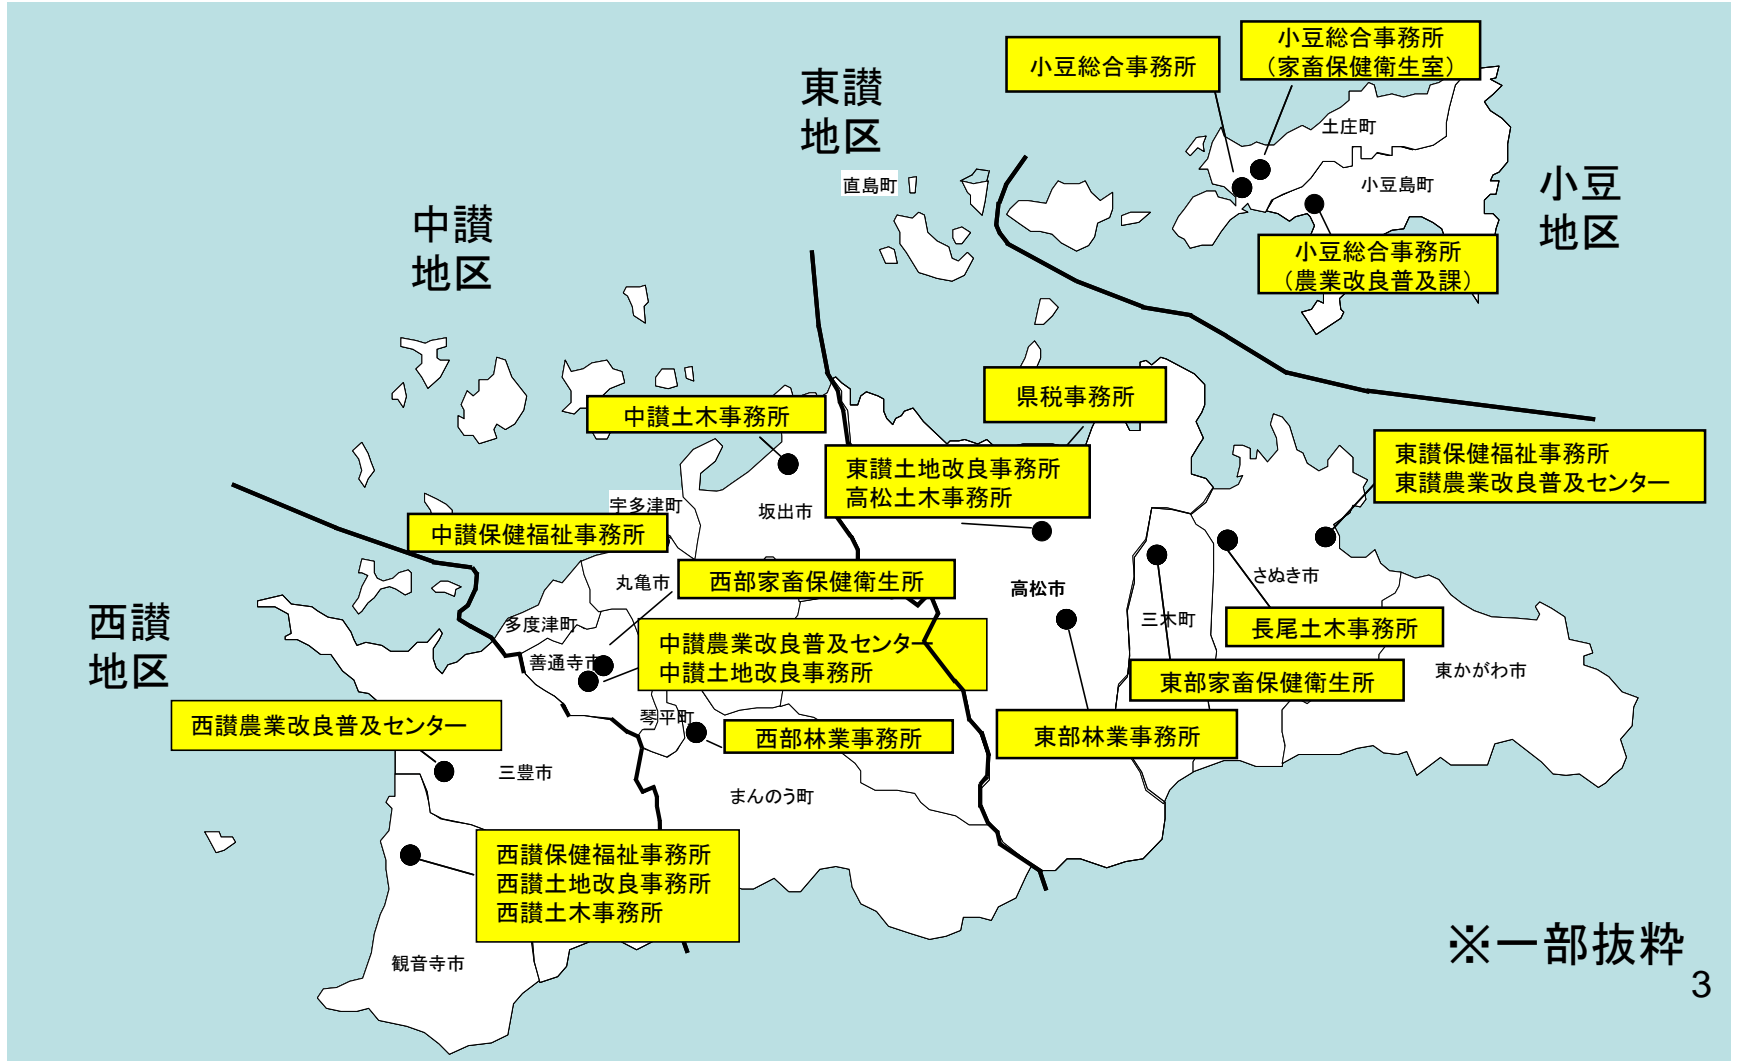 小豆総合事務所
小豆総合事務所
（家畜保健衛生室）
東讃
地区
土庄町
直島町
小豆島町
小豆
地区
中讃
地区
小豆総合事務所
（農業改良普及課）
県税事務所
中讃土木事務所
東讃土地改良事務所
高松土木事務所
東讃保健福祉事務所
東讃農業改良普及センター
宇多津町
坂出市
中讃保健福祉事務所
丸亀市
西部家畜保健衛生所
高松市
さぬき市
西讃
地区
多度津町
三木町
長尾土木事務所
善通寺市
中讃農業改良普及センター
中讃土地改良事務所
東部家畜保健衛生所
東かがわ市
西讃農業改良普及センター
琴平町
西部林業事務所
東部林業事務所
三豊市
まんのう町
西讃保健福祉事務所
西讃土地改良事務所
西讃土木事務所
観音寺市
※一部抜粋
3